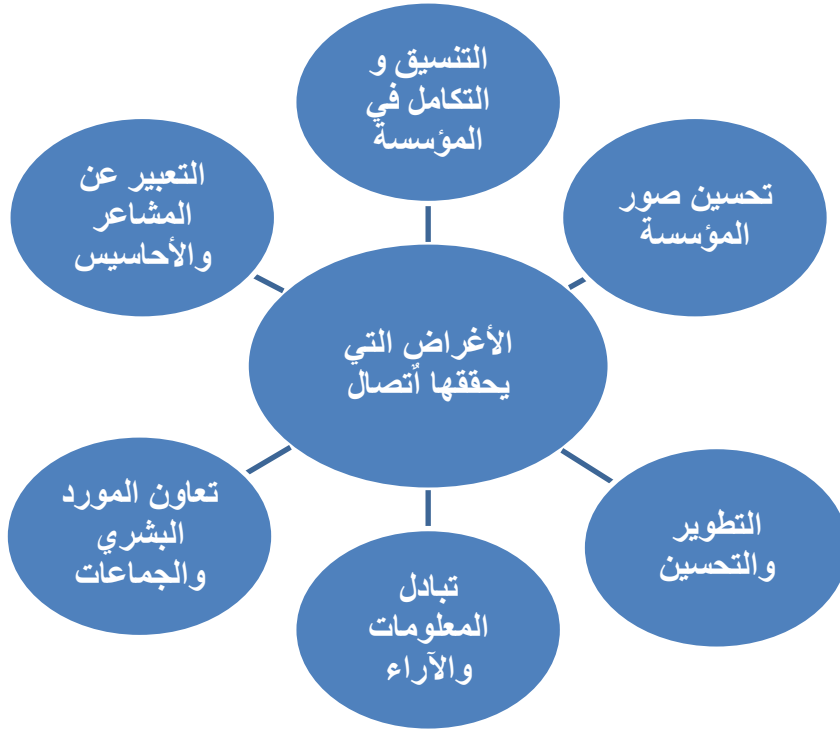 التنسيق و
التكامل في
المؤسسة
تحسين صور
المؤسسة
التعبير عن
المشاعر
والأحاسيس
الأغراض التي
يحققها اٌتصال
التطوير
والتحسين
تعاون المورد
البشري
والجماعات
تبادل
المعلومات
والآراء